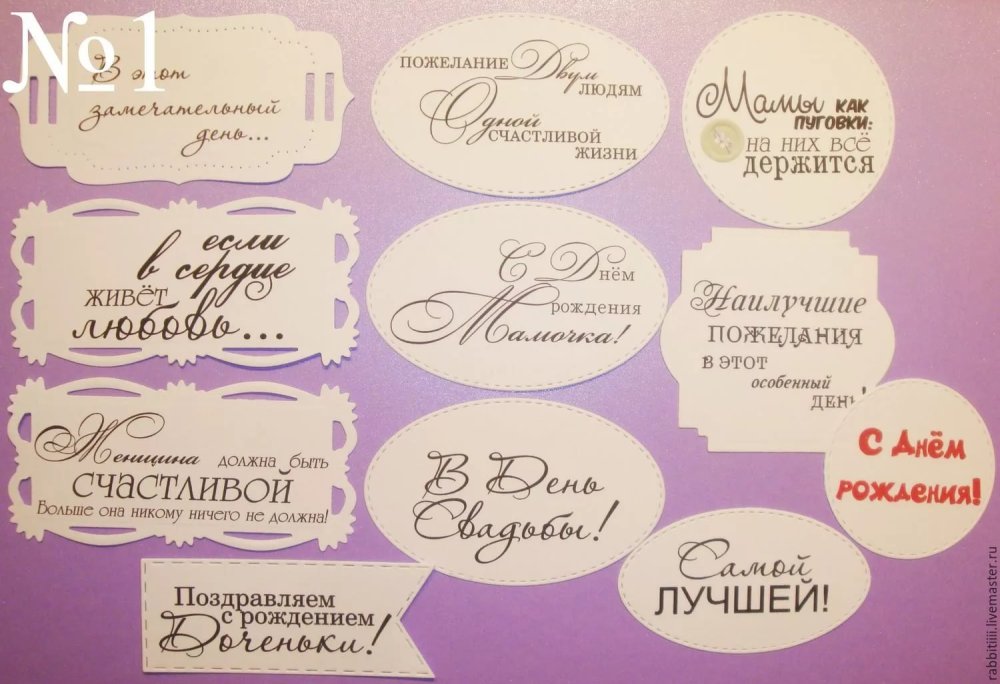 №1
В этот
замечательный
день...
ПОЖЕЛАНИЕ Двум
ЛЮДЯМ
Одной
СЧАСТЛИВОЙ
ЖИЗНИ
Мамы КАК
ПУГОВКИ:
на них всё
держится
если
в сердце
живёт
любовь...
С Днём
рождения
Мамочка!
Наилучшие
ПОЖЕЛАНИЯ
В ЭТОТ
особенный
ДЕНЬ!
Женщина должна быть
СЧАСТЛИВОЙ
Больше она никому ничего не должна!
В День
Свадьбы!
С Днём
рождения!
Самой
ЛУЧШЕЙ!
Поздравляем
с рождением
Доченьки!
rabbitiiii.livemaster.ru